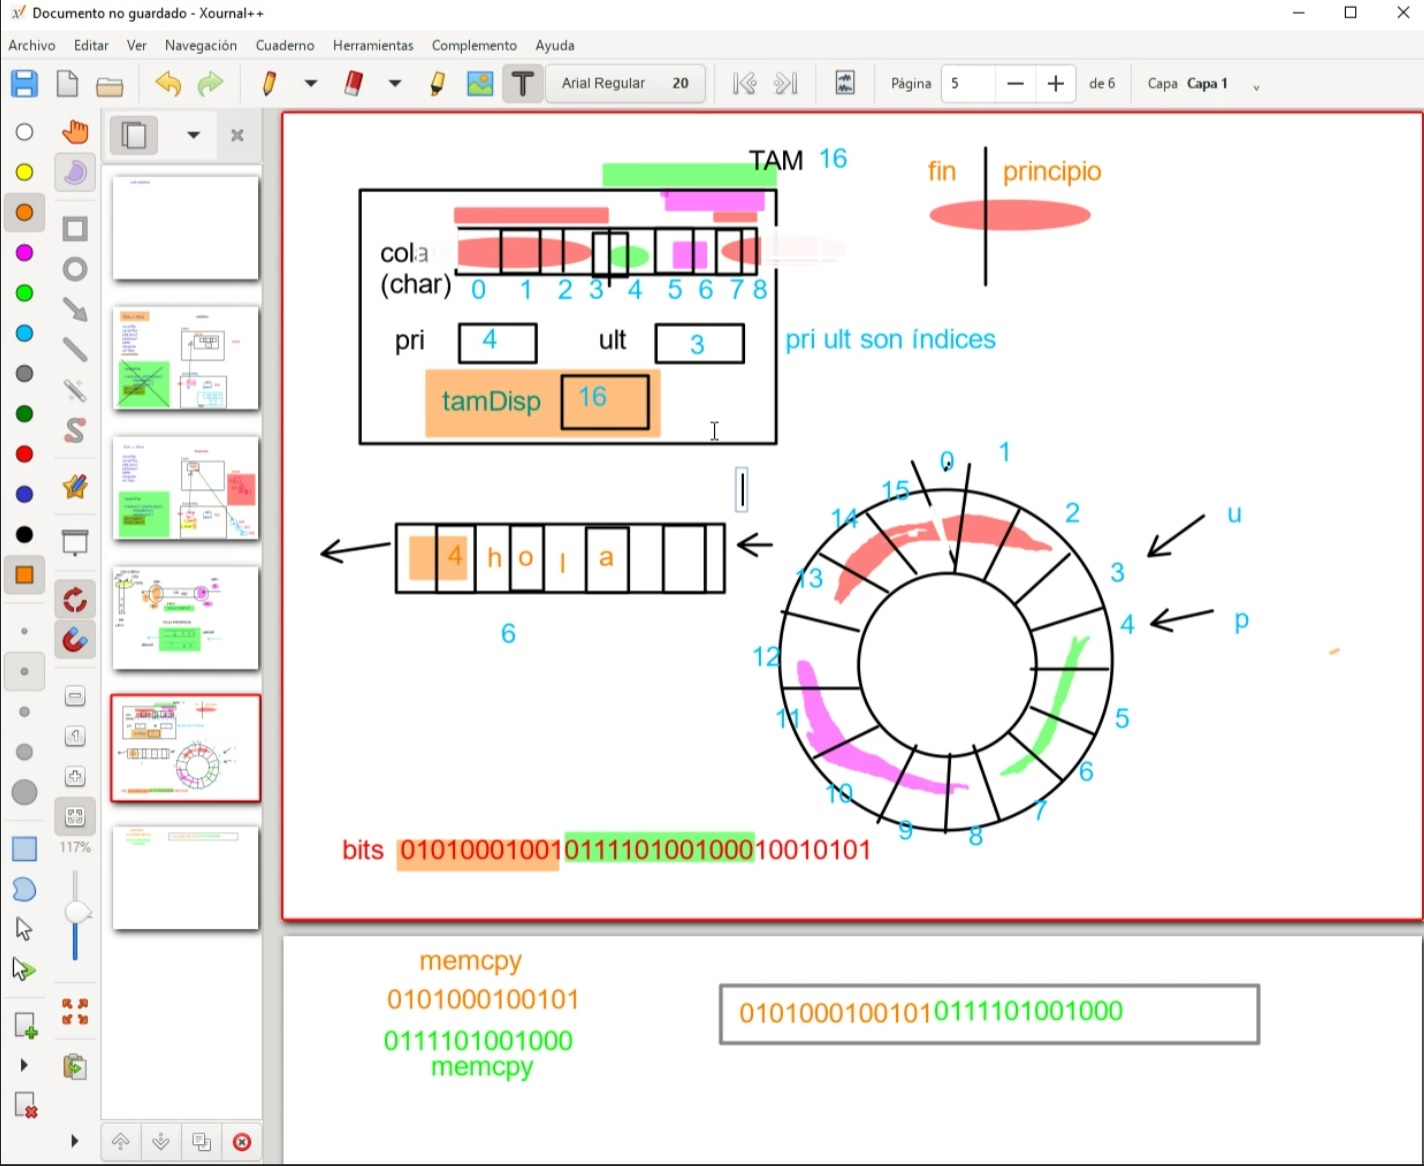 Documento no guardado - Xournal++
Archivo Editar Ver Navegación Cuaderno Herramientas Complemento Ayuda
Arial Regular 20
Página 5 de 6 Capa Capa 1
117%
TAM 16
fin principio
cola
(char)
0 1 2 3 4 5 6 7 8
pri 4 ult 3
pri ult son índices
tamDisp 16
4 h o l a
6
0 1 2 3 4 5 6 7 8 9 10 11 12 13 14 15
u
p
bits 01010001001011110100100010010101
memcpy
0101000100101
0111101001000
memcpy
01010001001010111101001000